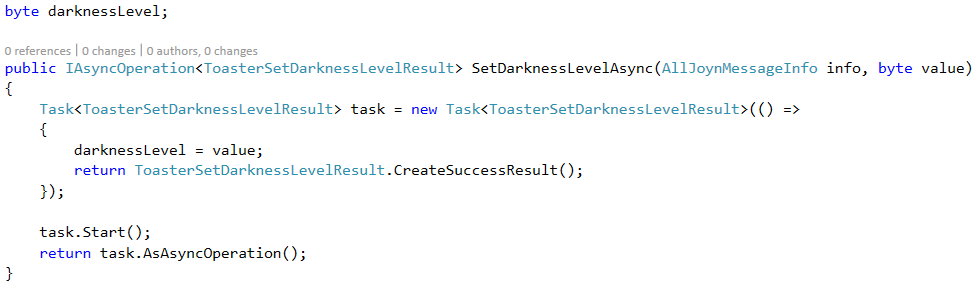 byte darknessLevel;
0 references | 0 changes | 0 authors, 0 changes
public IAsyncOperation<ToasterSetDarknessLevelResult> SetDarknessLevelAsync(AllJoynMessageInfo info, byte value)
{
    Task<ToasterSetDarknessLevelResult> task = new Task<ToasterSetDarknessLevelResult>(() =>
    {
        darknessLevel = value;
        return ToasterSetDarknessLevelResult.CreateSuccessResult();
    });
    task.Start();
    return task.AsAsyncOperation();
}